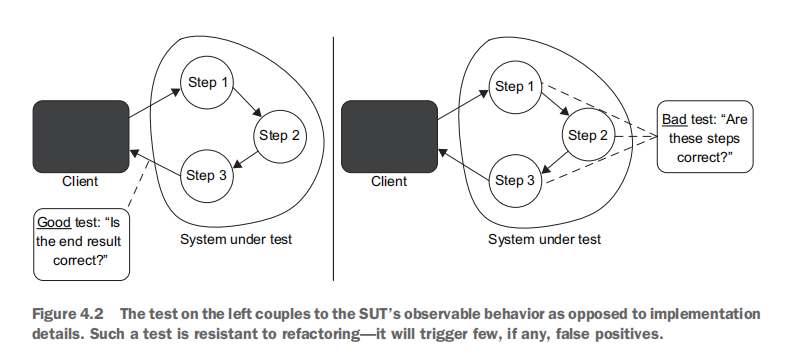 Step 1
Step 2
Step 3
Client
Good test: “Is
the end result
correct?”
System under test
Step 1
Step 2
Step 3
Client
Bad test: “Are
these steps
correct?”
System under test
Figure 4.2 The test on the left couples to the SUT’s observable behavior as opposed to implementation
details. Such a test is resistant to refactoring—it will trigger few, if any, false positives.